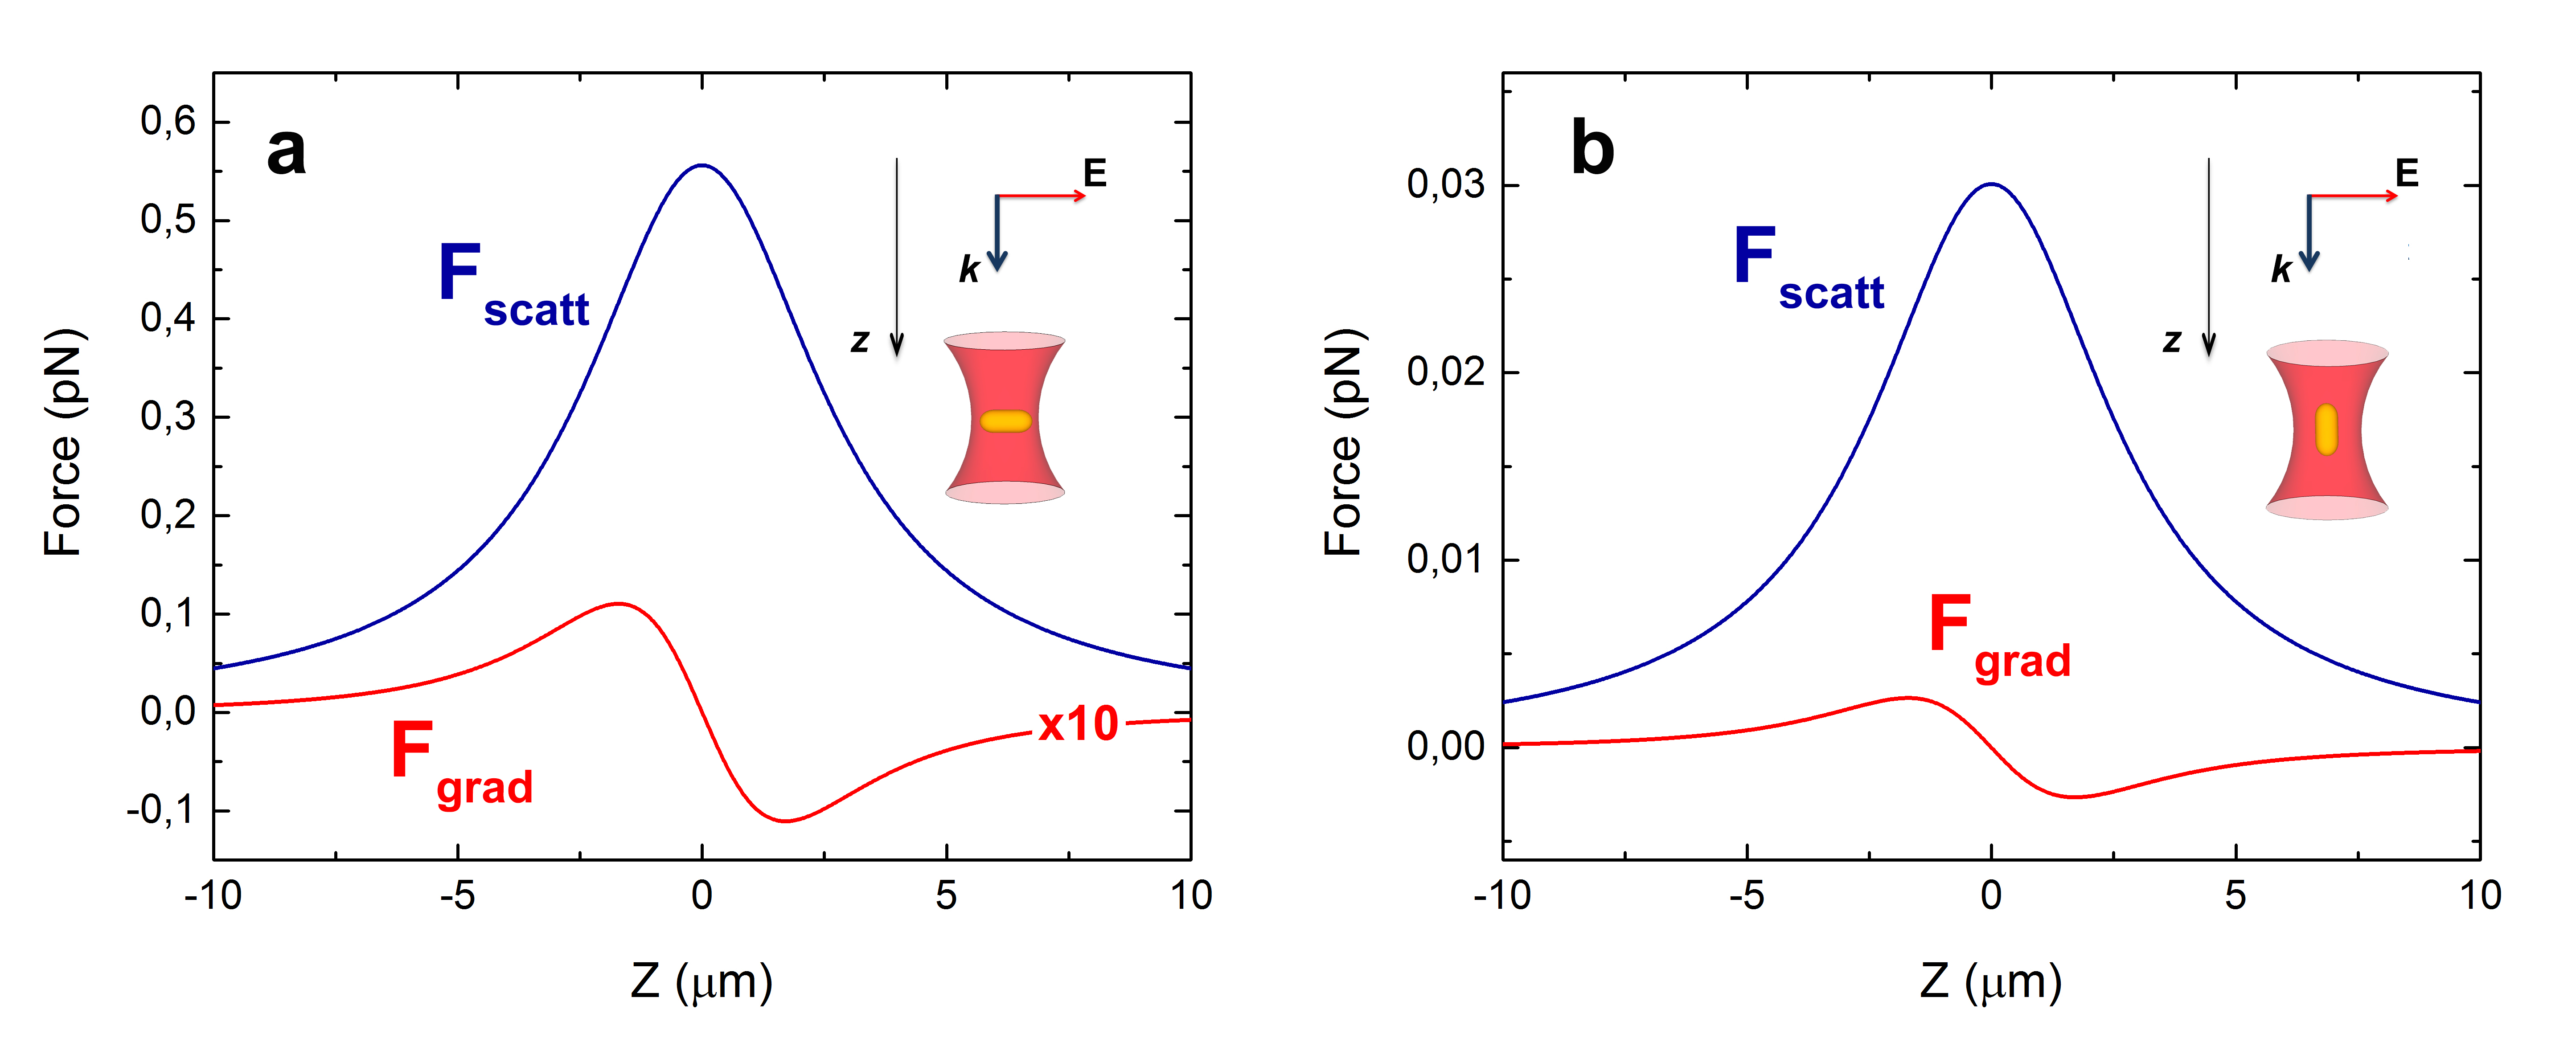 a
Force (pN)
0,6
0,5
0,4
0,3
0,2
0,1
0,0
-0,1
F scatt
F grad
x10
E
k
z
-10 -5 0 5 10
Z (μm)
b
Force (pN)
0,03
0,02
0,01
0,00
F scatt
F grad
E
k
z
-10 -5 0 5 10
Z (μm)